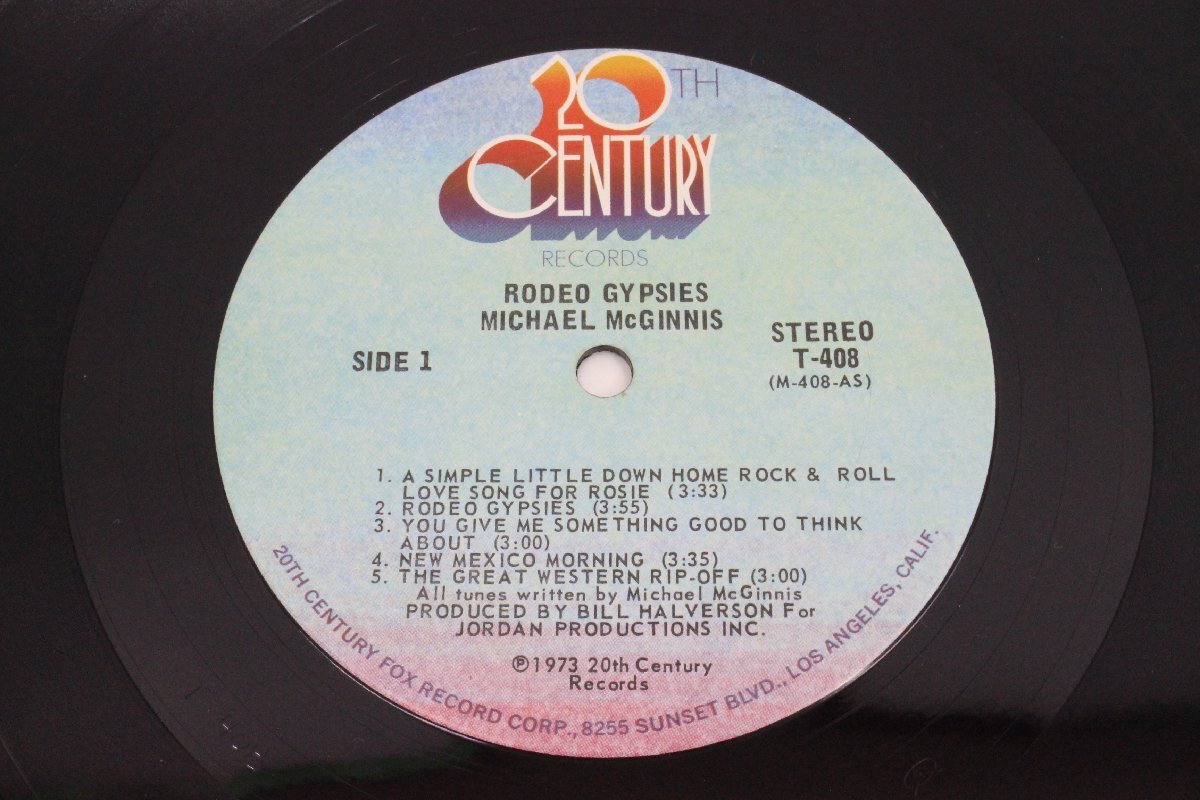 20TH
CENTURY
RECORDS
RODEO GYPSIES
MICHAEL McGINNIS
SIDE 1
STEREO
T-408
(M-408-AS)
1. A SIMPLE LITTLE DOWN HOME ROCK & ROLL
LOVE SONG FOR ROSIE (3:33)
2. RODEO GYPSIES (3:55)
3. YOU GIVE ME SOMETHING GOOD TO THINK
ABOUT (3:00)
4. NEW MEXICO MORNING (3:35)
5. THE GREAT WESTERN RIP-OFF (3:00)
All tunes written by Michael McGinnis
PRODUCED BY BILL HALVERSON For
JORDAN PRODUCTIONS INC.
℗1973 20th Century
Records
20TH CENTURY FOX RECORD CORP., 8255 SUNSET BLVD., LOS ANGELES, CALIF.